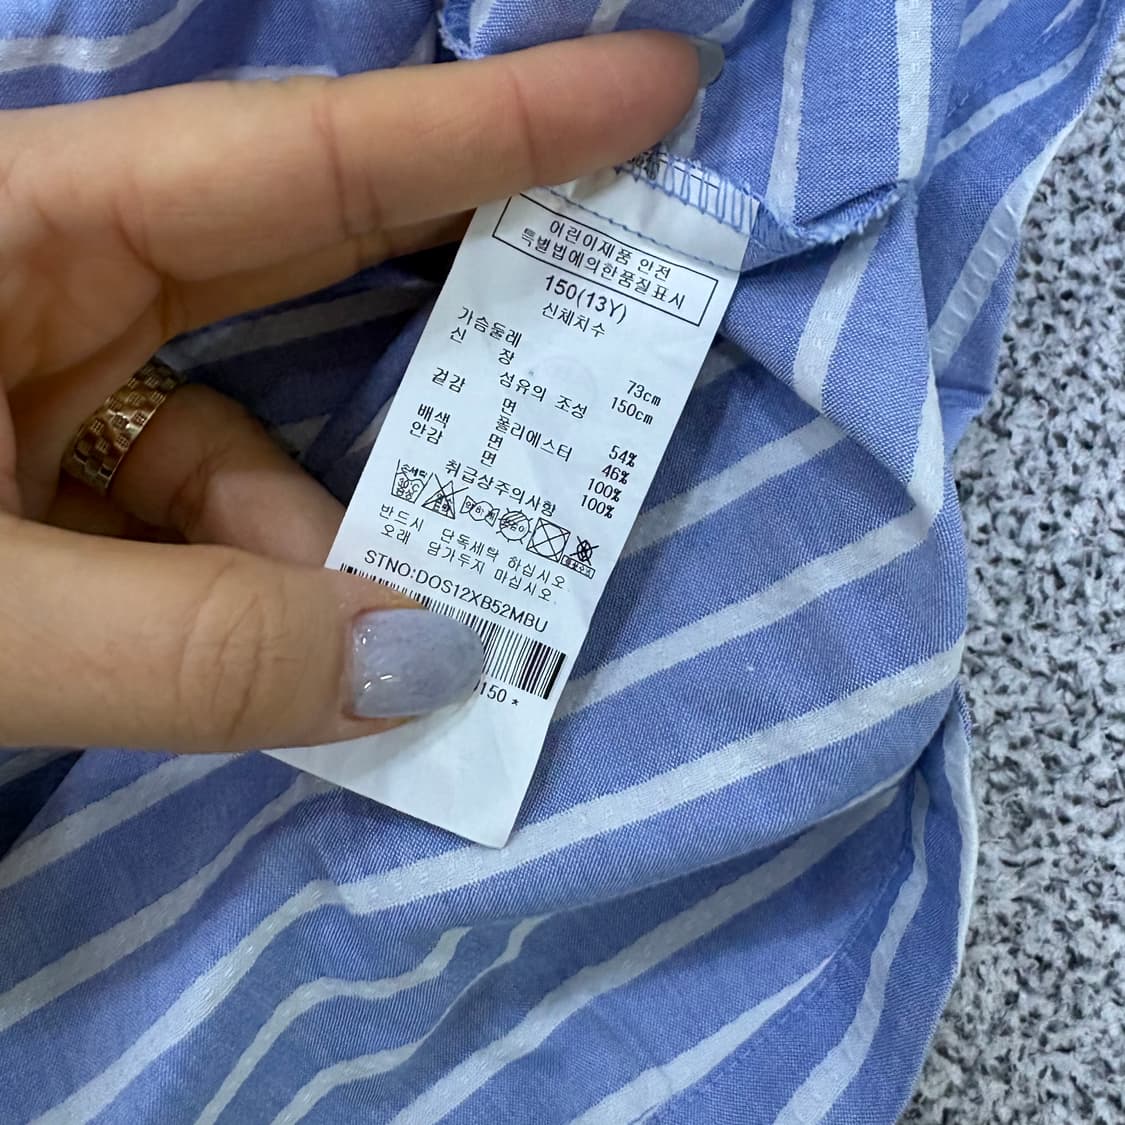 어린이제품 안전
특별법에의한품질표시
150(13Y)
신체치수
가슴둘레 73cm
신 장 150cm
섬유의 조성
겉감 면 54%
폴리에스터 46%
배색 면 100%
안감 면 100%
취급상주의사항
반드시 단독세탁 하십시오
오래 담가두지 마십시오
STNO:DOS12XB52MBU
150 *